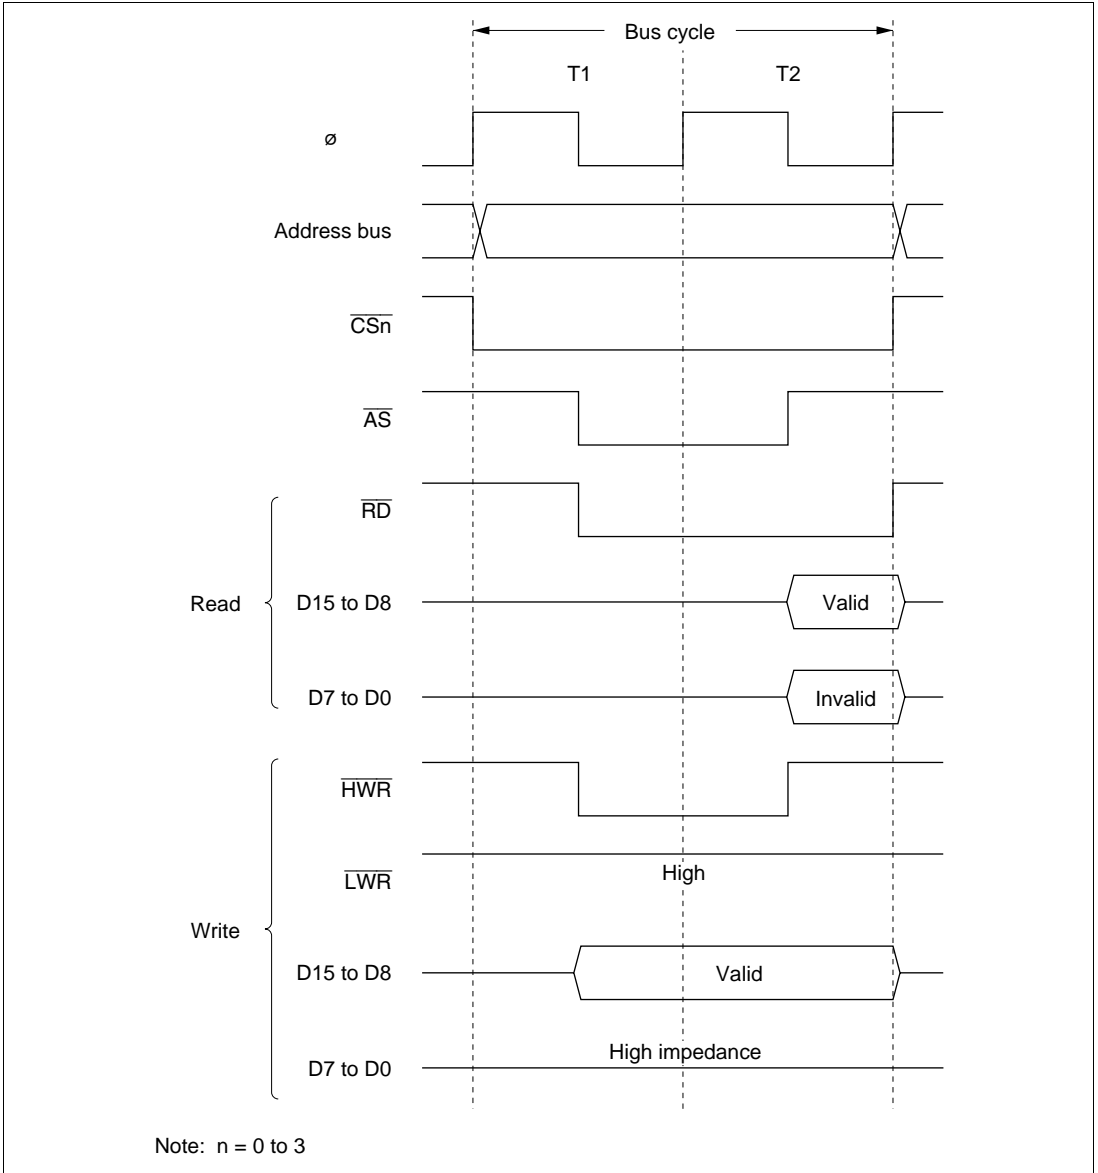 Bus cycle
T1 T2
ø
Address bus
CSn
AS
RD
Read D15 to D8 Valid
D7 to D0 Invalid
HWR
LWR High
Write
D15 to D8 Valid
D7 to D0 High impedance
Note: n = 0 to 3